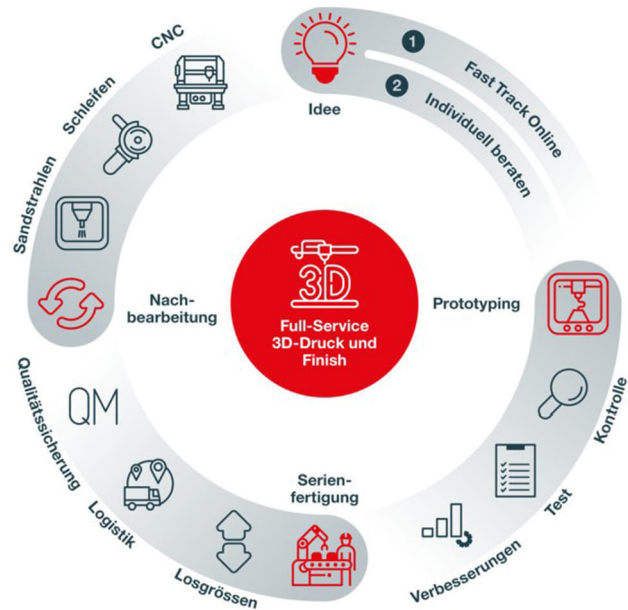 Idee
1
Fast Track Online
2
Individuell beraten
Prototyping
Kontrolle
Test
Verbesserungen
Serien-
fertigung
Losgrössen
Logistik
Qualitätssicherung
QM
Nach-
bearbeitung
Sandstrahlen
Schleifen
CNC
3D
Full-Service
3D-Druck und
Finish